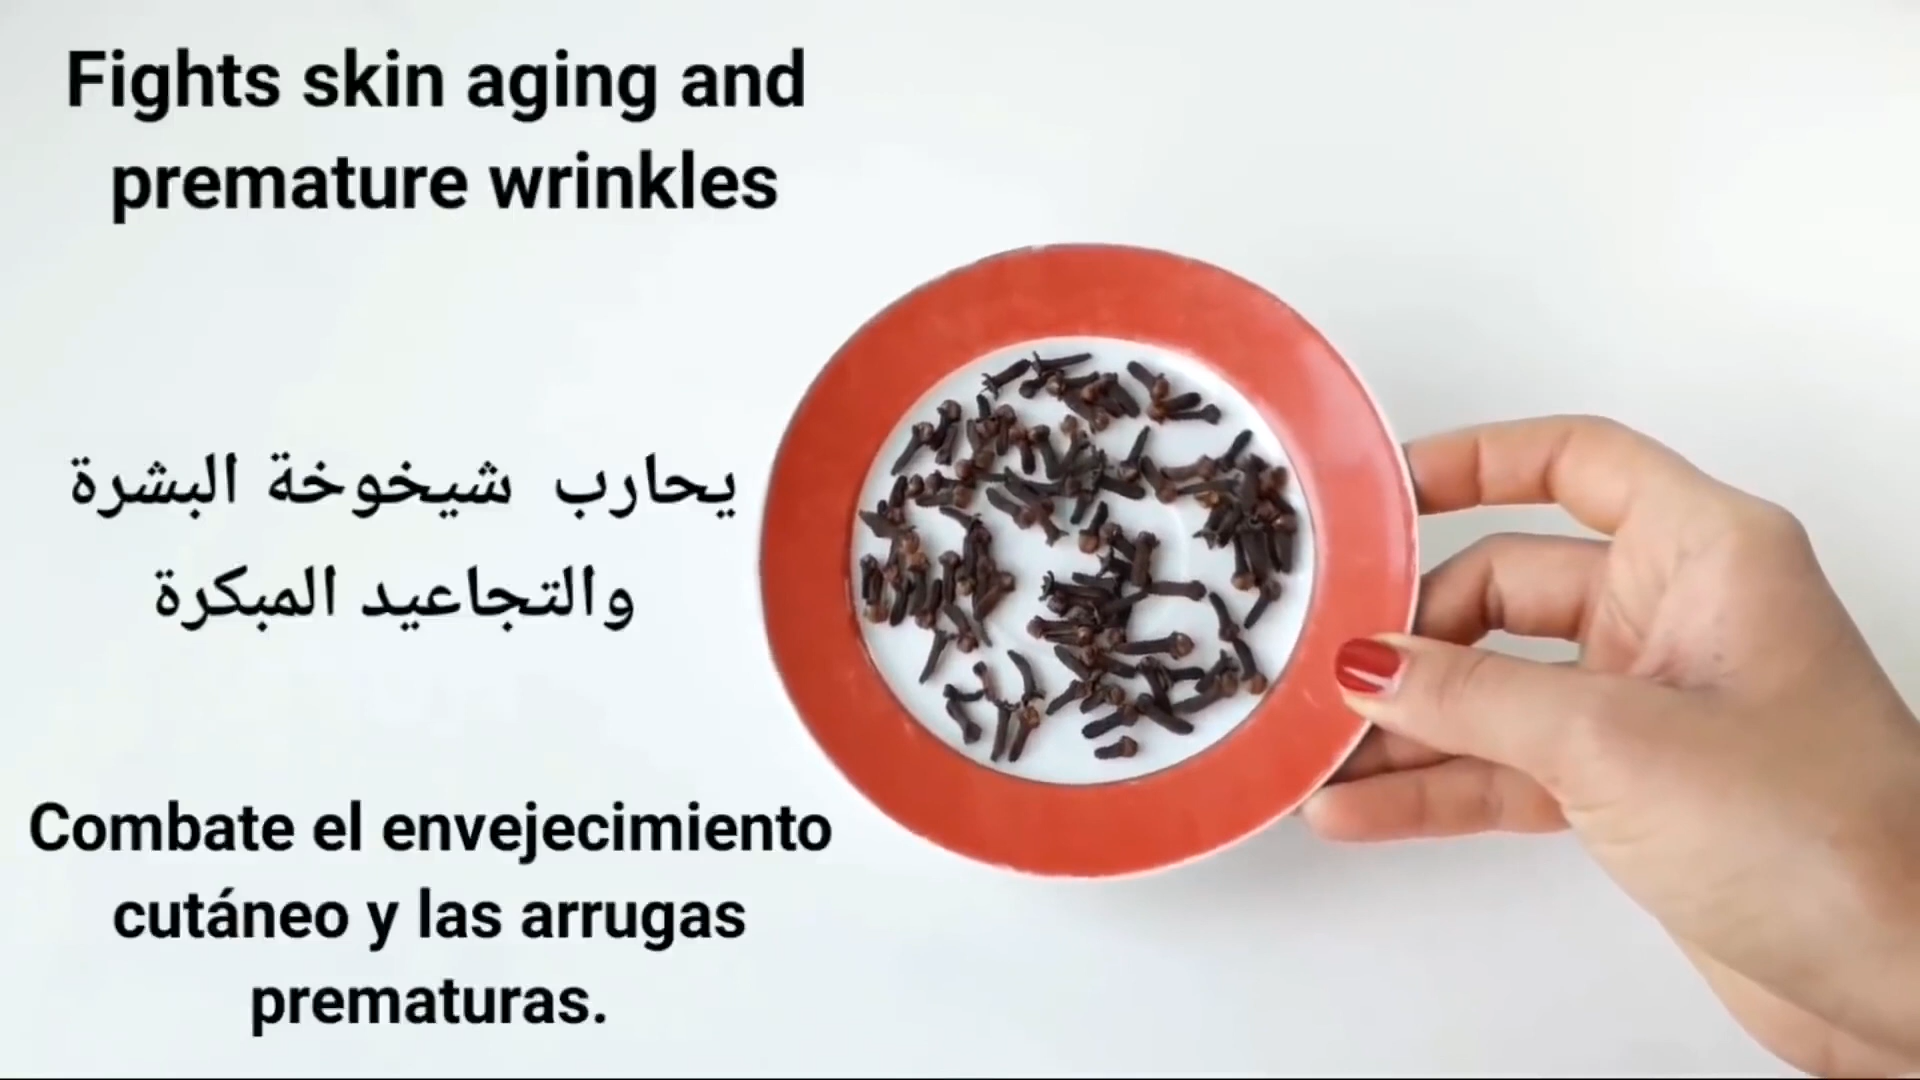 Fights skin aging and
premature wrinkles
يحارب شيخوخة البشرة
والتجاعيد المبكرة
Combate el envejecimiento
cutáneo y las arrugas
prematuras.